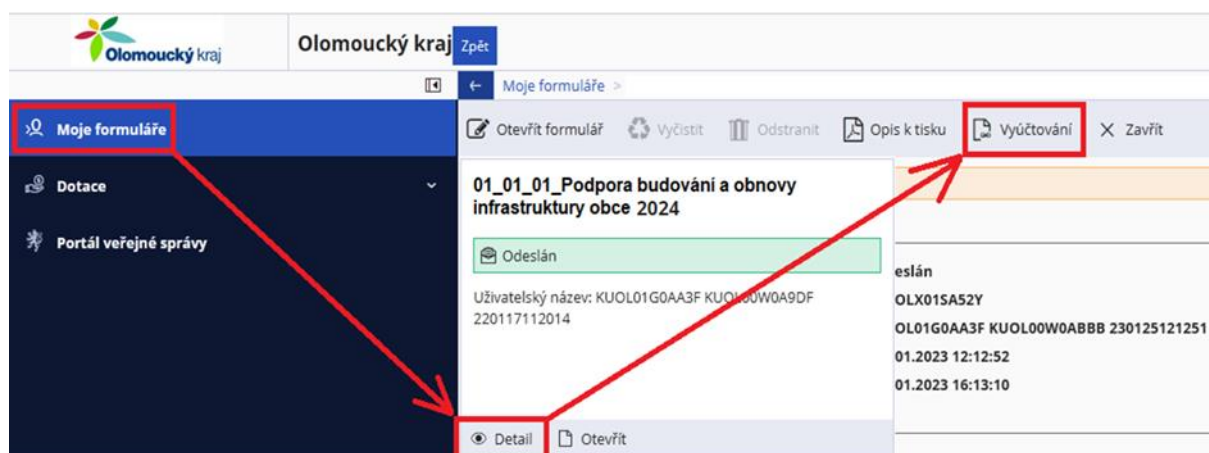 Olomoucký kraj
Olomoucký kraj
Zpět
Moje formuláře >
Moje formuláře
Dotace
Portál veřejné správy
Otevřít formulář
Vyčistit
Odstranit
Opis k tisku
Vyúčtování
Zavřít
01_01_01_Podpora budování a obnovy
infrastruktury obce 2024
Odeslán
Uživatelský název: KUOL01G0AA3F KUOL00W0A9DF
220117112014
Detail
Otevřít
eslán
OLX01SA52Y
OL01G0AA3F KUOL00W0ABBB 230125121251
01.2023 12:12:52
01.2023 16:13:10